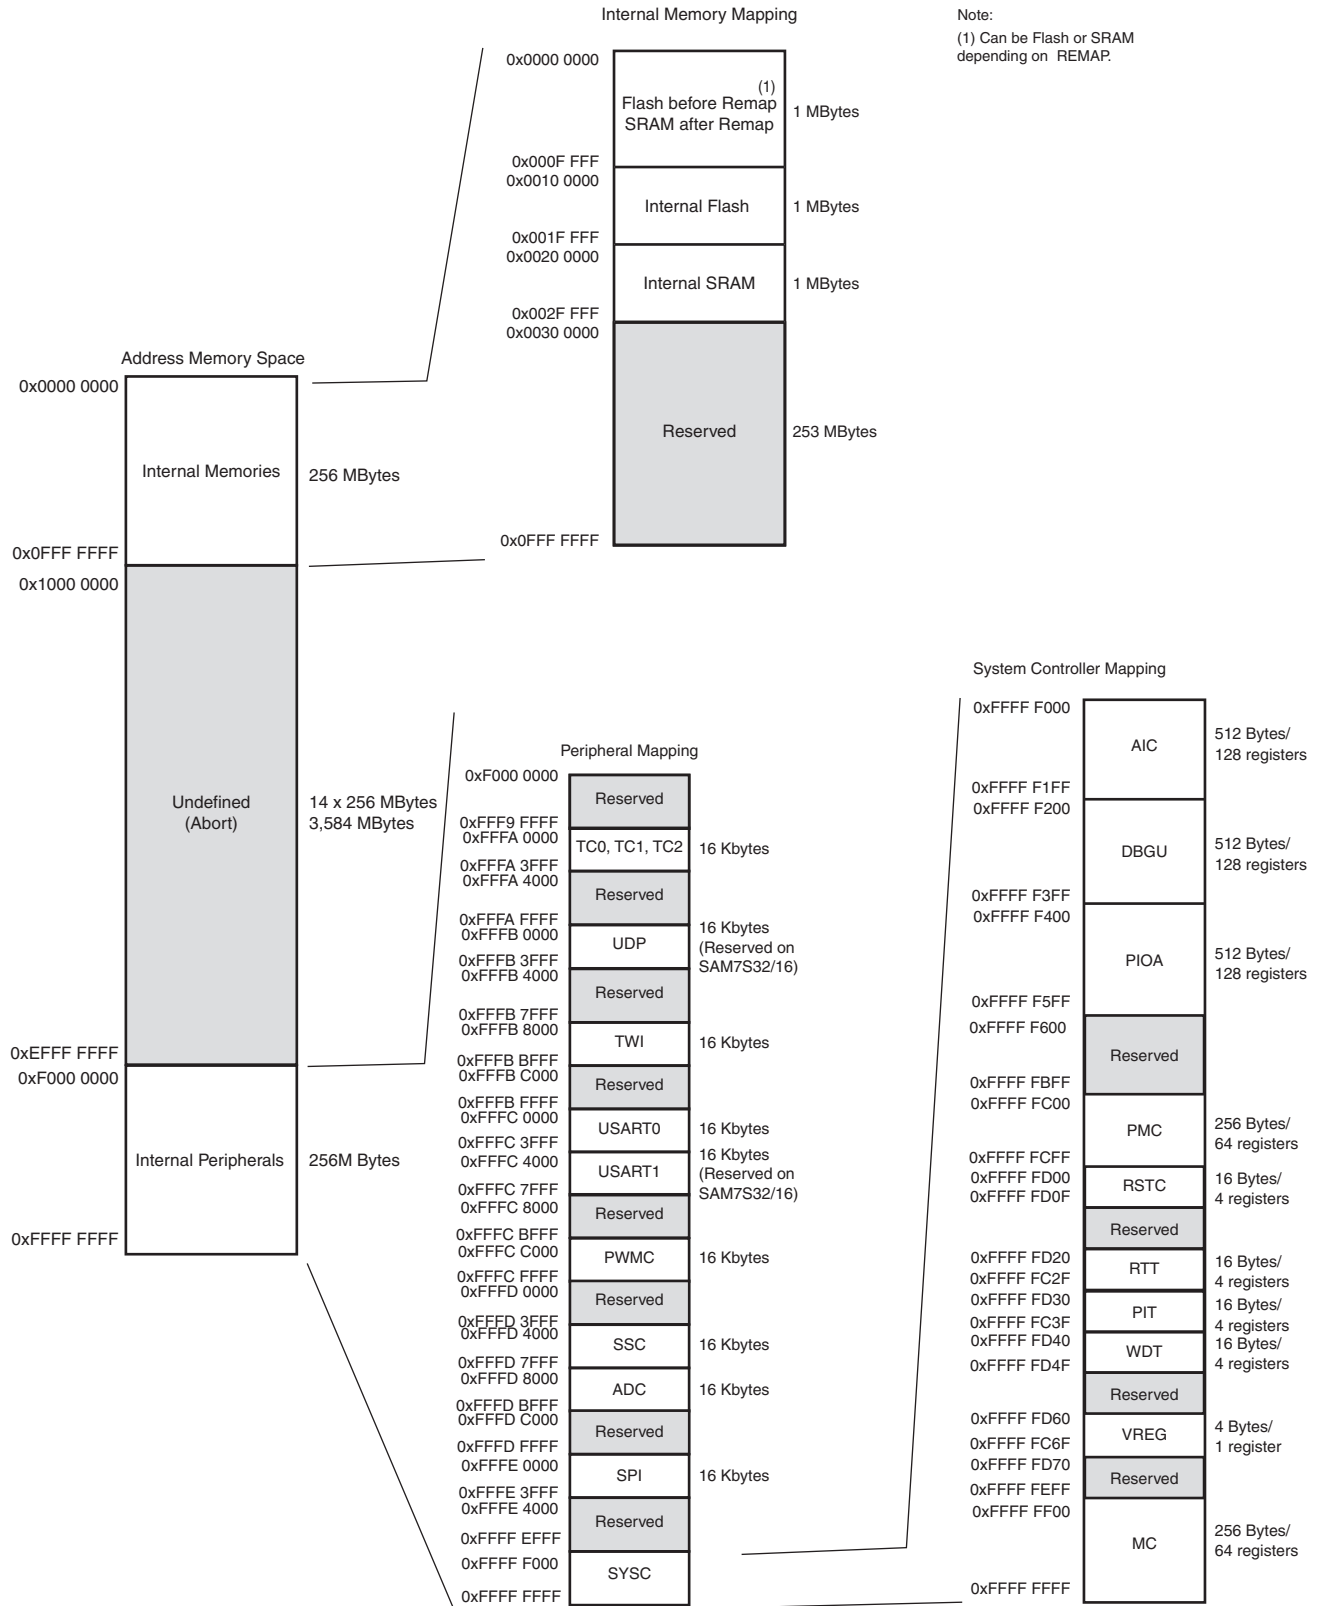 Internal Memory Mapping
Note:
(1) Can be Flash or SRAM
depending on REMAP.
0x0000 0000
(1)
Flash before Remap
SRAM after Remap
1 MBytes
0x000F FFF
0x0010 0000
Internal Flash
1 MBytes
0x001F FFF
0x0020 0000
Internal SRAM
1 MBytes
0x002F FFF
0x0030 0000
Reserved
253 MBytes
0x0FFF FFFF
Address Memory Space
0x0000 0000
Internal Memories
256 MBytes
0x0FFF FFFF
0x1000 0000
Undefined
(Abort)
14 x 256 MBytes
3,584 MBytes
0xEFFF FFFF
0xF000 0000
Internal Peripherals
256M Bytes
0xFFFF FFFF
Peripheral Mapping
0xF000 0000
Reserved
0xFFF9 FFFF
0xFFFA 0000
TC0, TC1, TC2
16 Kbytes
0xFFFA 3FFF
0xFFFA 4000
Reserved
0xFFFA FFFF
0xFFFB 0000
UDP
16 Kbytes
(Reserved on
SAM7S32/16)
0xFFFB 3FFF
0xFFFB 4000
Reserved
0xFFFB 7FFF
0xFFFB 8000
TWI
16 Kbytes
0xFFFB BFFF
0xFFFB C000
Reserved
0xFFFB FFFF
0xFFFC 0000
USART0
16 Kbytes
0xFFFC 3FFF
0xFFFC 4000
USART1
16 Kbytes
(Reserved on
SAM7S32/16)
0xFFFC 7FFF
0xFFFC 8000
Reserved
0xFFFC BFFF
0xFFFC C000
PWMC
16 Kbytes
0xFFFC FFFF
0xFFFD 0000
Reserved
0xFFFD 3FFF
0xFFFD 4000
SSC
16 Kbytes
0xFFFD 7FFF
0xFFFD 8000
ADC
16 Kbytes
0xFFFD BFFF
0xFFFD C000
Reserved
0xFFFD FFFF
0xFFFE 0000
SPI
16 Kbytes
0xFFFE 3FFF
0xFFFE 4000
Reserved
0xFFFF EFFF
0xFFFF F000
SYSC
0xFFFF FFFF
System Controller Mapping
0xFFFF F000
AIC
512 Bytes/
128 registers
0xFFFF F1FF
0xFFFF F200
DBGU
512 Bytes/
128 registers
0xFFFF F3FF
0xFFFF F400
PIOA
512 Bytes/
128 registers
0xFFFF F5FF
0xFFFF F600
Reserved
0xFFFF FBFF
0xFFFF FC00
PMC
256 Bytes/
64 registers
0xFFFF FCFF
0xFFFF FD00
RSTC
16 Bytes/
4 registers
0xFFFF FD0F
Reserved
0xFFFF FD20
RTT
16 Bytes/
4 registers
0xFFFF FC2F
0xFFFF FD30
PIT
16 Bytes/
4 registers
0xFFFF FC3F
0xFFFF FD40
WDT
16 Bytes/
4 registers
0xFFFF FD4F
Reserved
0xFFFF FD60
VREG
4 Bytes/
1 register
0xFFFF FC6F
0xFFFF FD70
Reserved
0xFFFF FEFF
0xFFFF FF00
MC
256 Bytes/
64 registers
0xFFFF FFFF